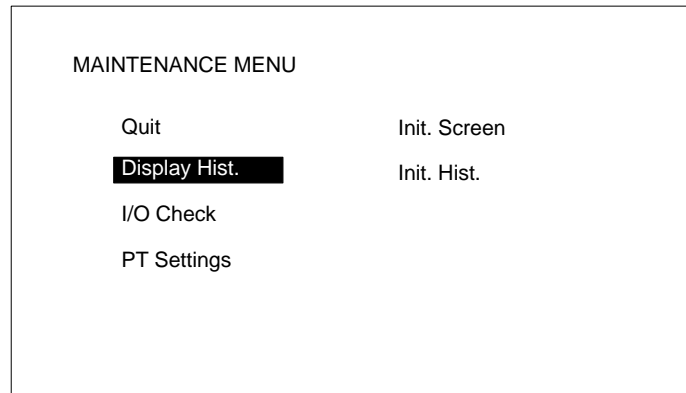 MAINTENANCE MENU
Quit
Init. Screen
Display Hist.
Init. Hist.
I/O Check
PT Settings